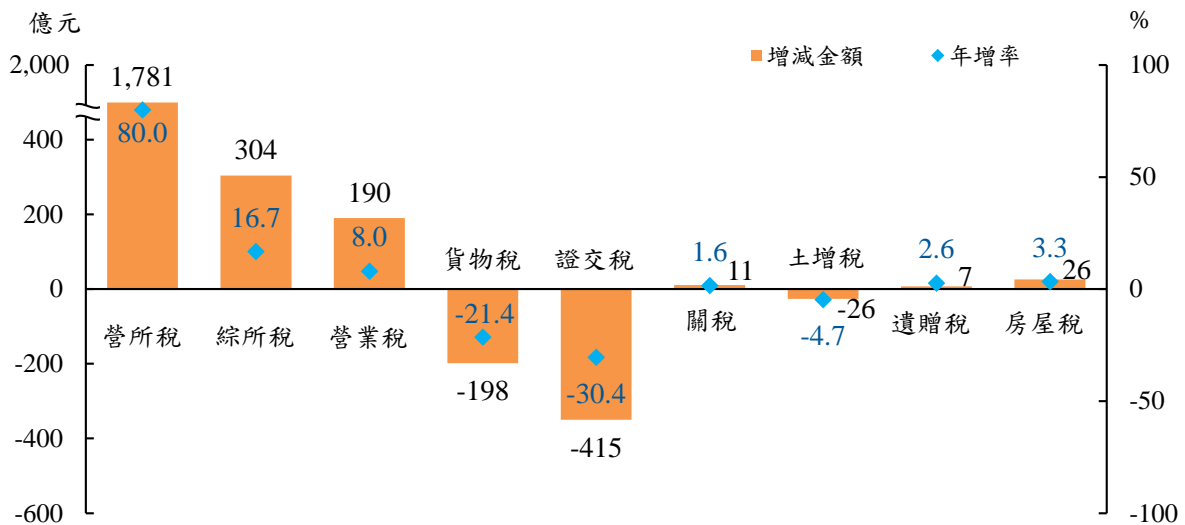 億元
%
增減金額
年增率
2,000
100
1,781
80.0
400
304
50
200
190
16.7
8.0
貨物稅
證交稅
1.6
11
土增稅
2.6
7
3.3
26
0
0
營所稅
綜所稅
營業稅
-21.4
關稅
-26
-4.7
遺贈稅
房屋稅
-200
-198
-30.4
-50
-400
-415
-600
-100